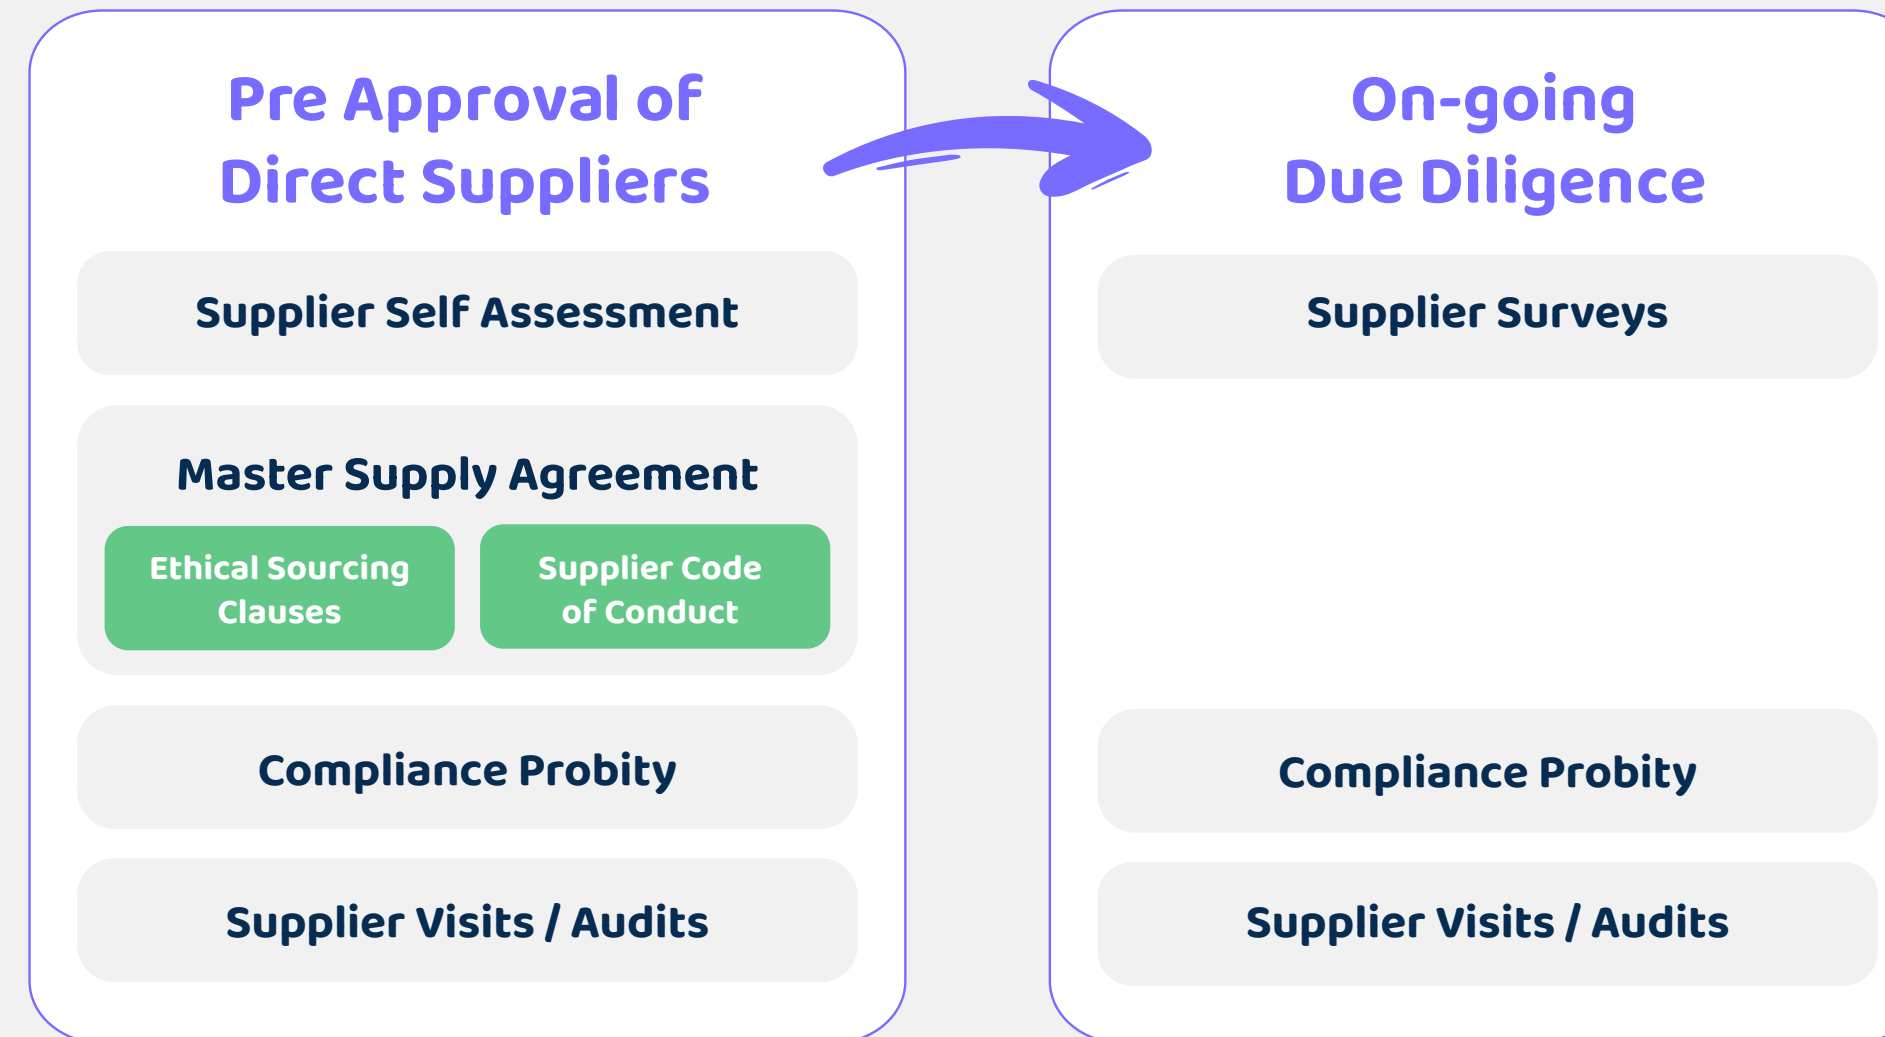 Pre Approval of
Direct Suppliers
Supplier Self Assessment
Master Supply Agreement
Ethical Sourcing
Clauses
Supplier Code
of Conduct
Compliance Probity
Supplier Visits / Audits
On-going
Due Diligence
Supplier Surveys
Compliance Probity
Supplier Visits / Audits